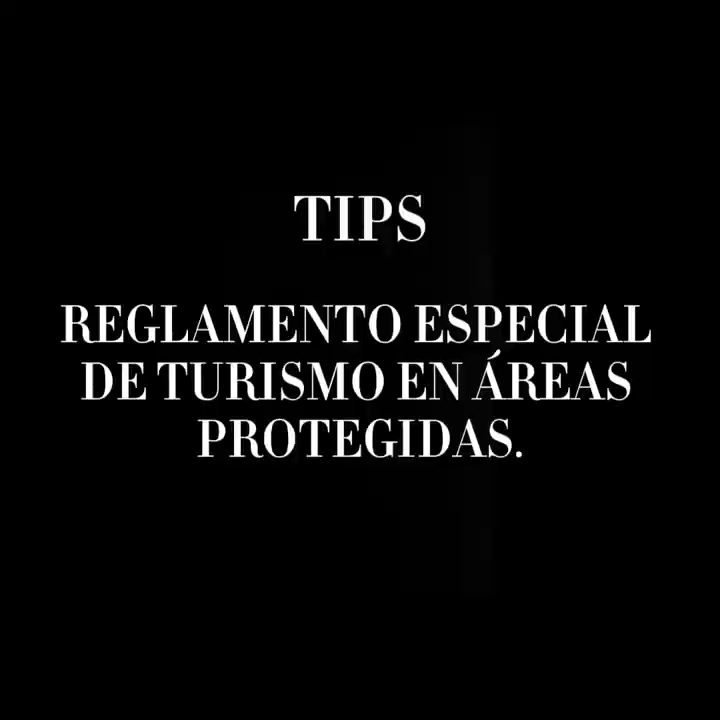 TIPS
REGLAMENTO ESPECIAL
DE TURISMO EN ÁREAS
PROTEGIDAS.